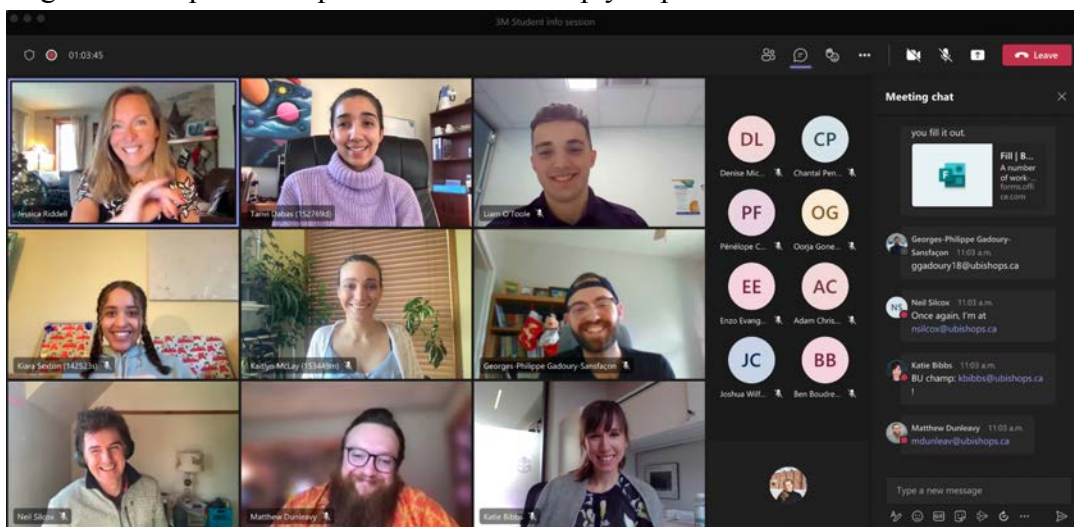 3M Student info session
01:03:45
Leave
Jessica Riddell
Tanvi Dabas (152769d)
Liam O Toole
Kiara Sexton (142523s)
Kaitlyn McLay (153449m)
Georges-Philippe Gadoury-Sansfaçon
Neil Silcox
Matthew Dunleavy
Katie Bibbs
DL
CP
Denise Mic...
Chantal Pen...
PF
OG
Pénélope C...
Oorja Gone...
EE
AC
Enzo Evang...
Adam Chris...
JC
BB
Joshua Wilf...
Ben Boudre...
Meeting chat
you fill it out.
Fill | B...
A number
of work-...
forms.offi
ce.com
Georges-Philippe Gadoury-
Sansfaçon 11:03 a.m.
ggadoury18@ubishops.ca
NS
Neil Silcox 11:03 a.m.
Once again, I'm at
nsilcox@ubishops.ca
Katie Bibbs 11:03 a.m.
BU champ: kbibbs@ubishops.ca
!
Matthew Dunleavy 11:03 a.m.
mdunleav@ubishops.ca
Type a new message
GIF